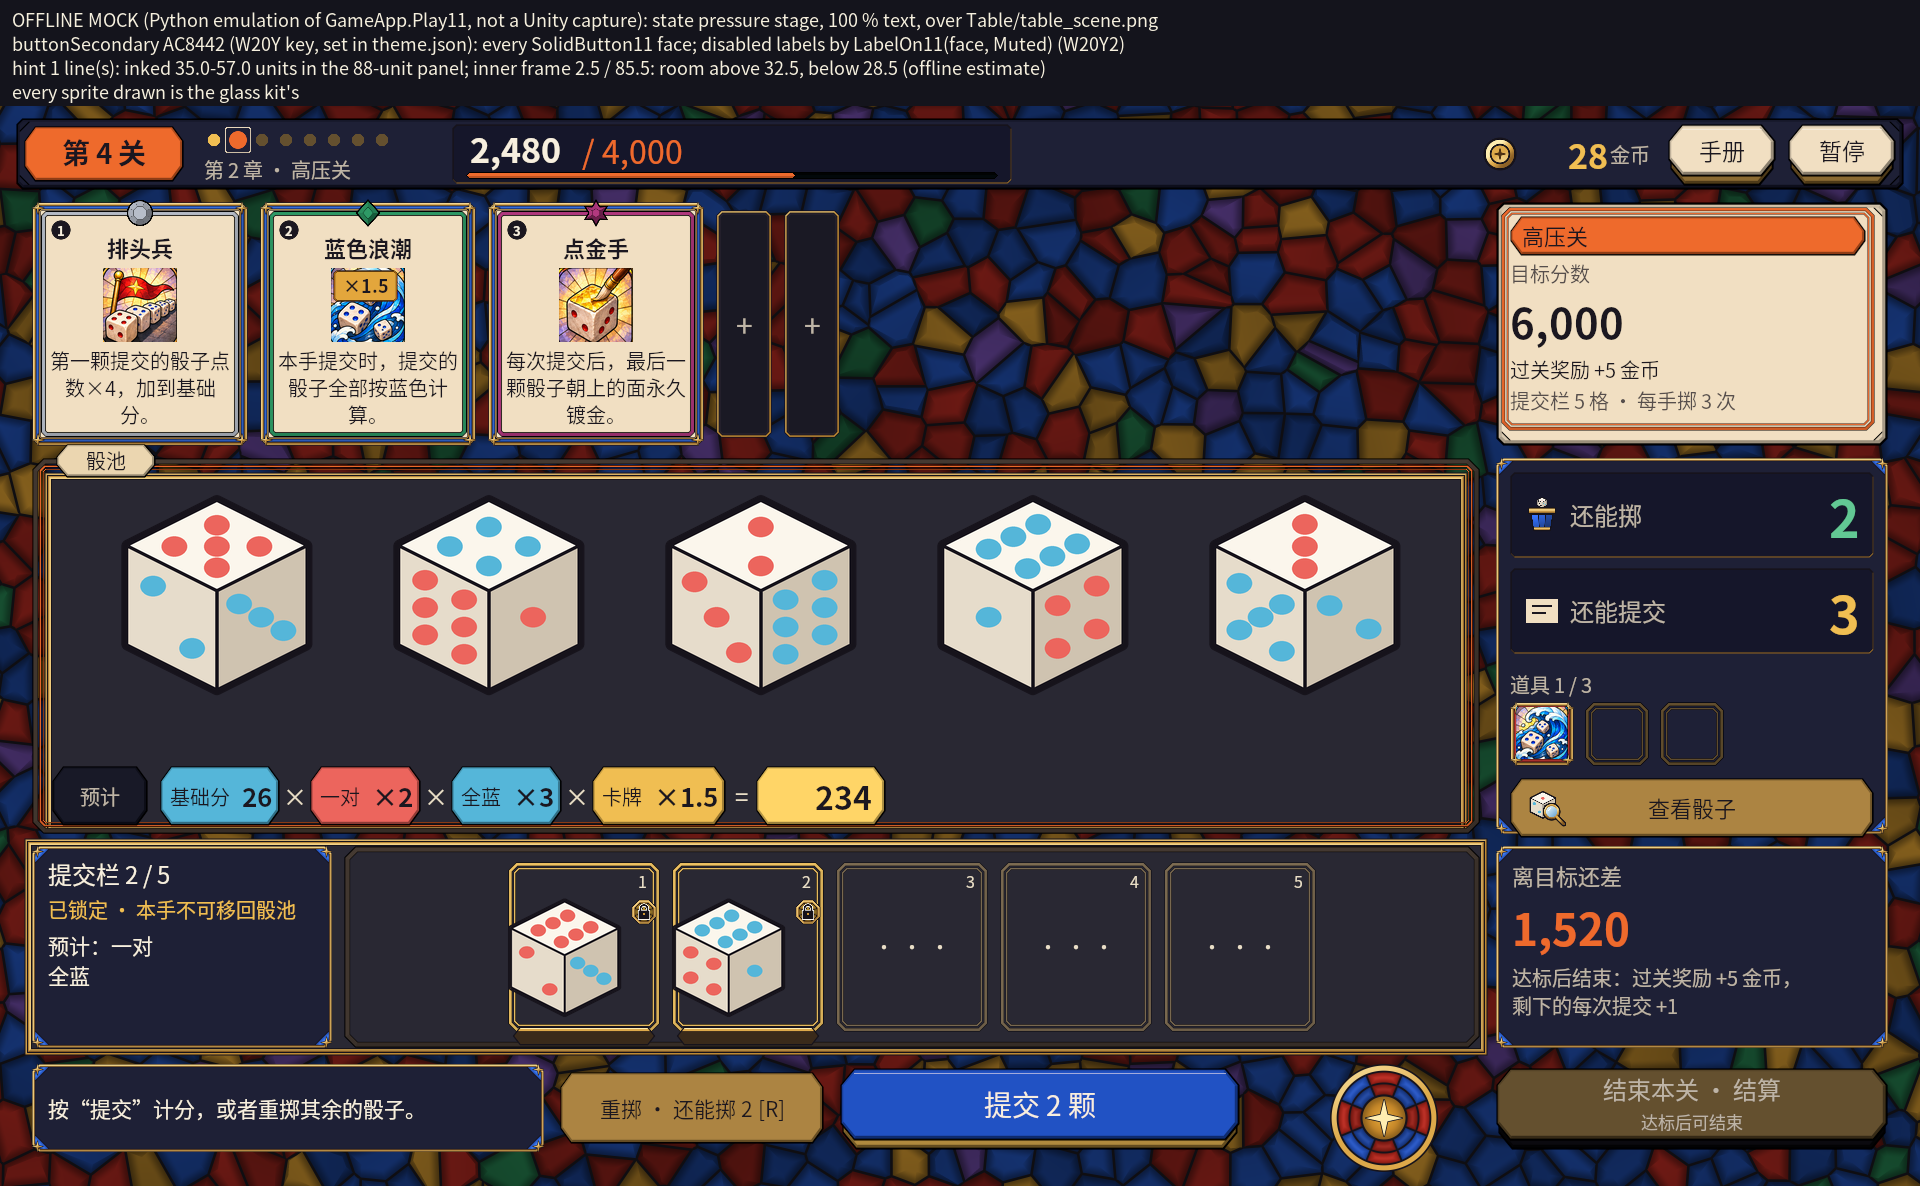 OFFLINE MOCK (Python emulation of GameApp.Play11, not a Unity capture): state pressure stage, 100 % text, over Table/table_scene.png
buttonSecondary AC8442 (W20Y key, set in theme.json): every SolidButton11 face; disabled labels by LabelOn11(face, Muted) (W20Y2)
hint 1 line(s): inked 35.0-57.0 units in the 88-unit panel; inner frame 2.5 / 85.5: room above 32.5, below 28.5 (offline estimate)
every sprite drawn is the glass kit's
第 4 关
第 2 章 · 高压关
2,480 / 4,000
28 金币
手册
暂停
1
排头兵
第一颗提交的骰子点
数×4，加到基础
分。
2
蓝色浪潮
×1.5
本手提交时，提交的
骰子全部按蓝色计
算。
3
点金手
每次提交后，最后一
颗骰子朝上的面永久
镀金。
+
+
高压关
目标分数
6,000
过关奖励 +5 金币
提交栏 5 格 · 每手掷 3 次
骰池
还能掷 2
还能提交 3
道具 1 / 3
查看骰子
预计 基础分 26 × 一对 ×2 × 全蓝 ×3 × 卡牌 ×1.5 = 234
提交栏 2 / 5
已锁定 · 本手不可移回骰池
预计：一对
全蓝
1
2
3
4
5
. . .
. . .
. . .
离目标还差
1,520
达标后结束：过关奖励 +5 金币，
剩下的每次提交 +1
按“提交”计分，或者重掷其余的骰子。
重掷 · 还能掷 2 [R]
提交 2 颗
结束本关 · 结算
达标后可结束